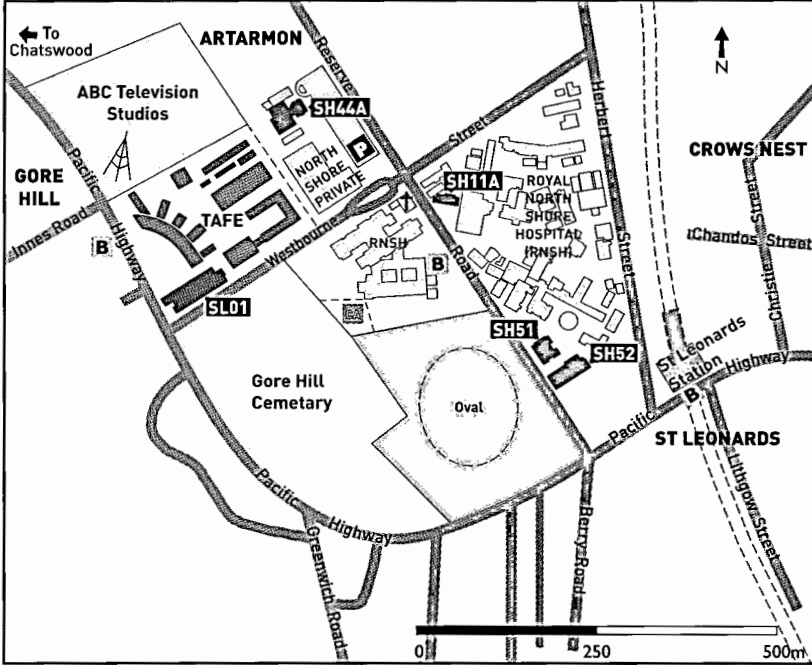 To
Chatswood
ARTARMON
Reserve
Road
ABC Television
Studios
SH44A
P
NORTH
SHORE
PRIVATE
Street
Herbert
Street
N
CROWS NEST
GORE
HILL
Pacific
Highway
Innes Road
B
TAFE
Westbourne
SL01
SH11A
ROYAL
NORTH
SHORE
HOSPITAL
(RNSH)
RNSH
B
Chandos Street
Christie
Street
SH51
SH52
St Leonards
Station
Highway
B
Pacific
ST LEONARDS
Gore Hill
Cemetary
Oval
Pacific
Highway
Greenwich Road
Berry Road
Lithgow Street
0 250 500m